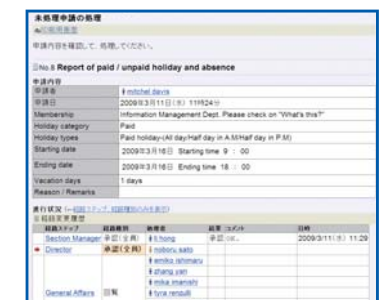 未処理申請の処理
印刷用画面
申請内容を確認して、処理してください。
No.8 Report of paid / unpaid holiday and absence
申請内容
申請者 mitchel davis
申請日 2009年3月11日(水) 11時24分
Membership Information Management Dept. Please check on "What's this?"
Holiday category Paid
Holiday types Paid holiday-(All day/Half day in A.M/Half day in P.M)
Starting date 2009年3月16日 Starting time 9 : 00
Ending date 2009年3月16日 Ending time 18 : 00
Vacation days 1 days
Reason / Remarks
進行状況 (
経路変更履歴
経路ステップ 経路種別 処理者 結果 コメント 日時
Section Manager 承認(全員) li hong 承認 OK. 2009/3/11(水) 11:29
Director 承認(全員) noboru sato
emiko ishimaru
zhang yan
mika imanishi
General Affairs 回覧 tyra renzulli